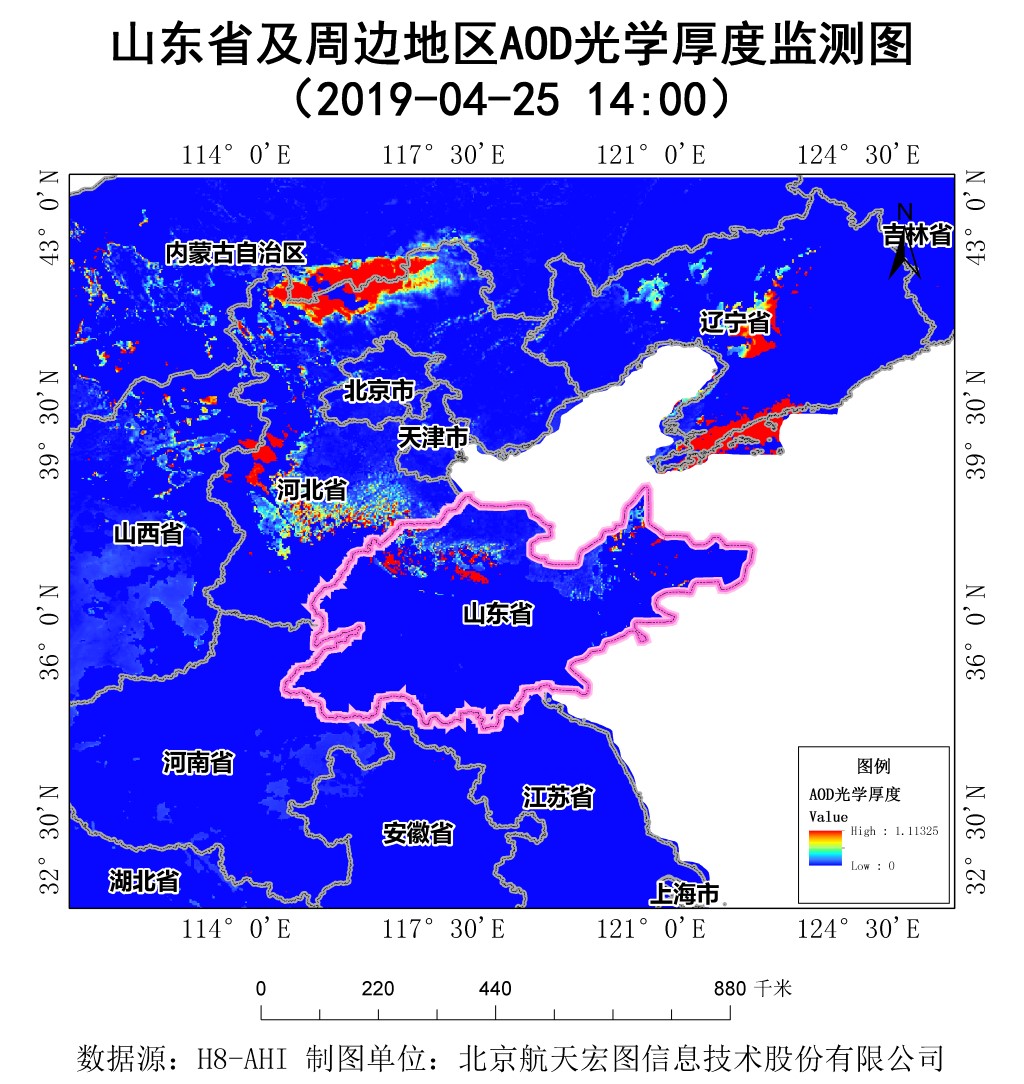 山东省及周边地区AOD光学厚度监测图
（2019-04-25 14:00）
114° 0'E 117° 30'E 121° 0'E 124° 30'E
43° 0'N
43° 0'N
N
吉林省
内蒙古自治区
辽宁省
39° 30'N
39° 30'N
北京市
天津市
河北省
山西省
36° 0'N
36° 0'N
山东省
河南省
江苏省
安徽省
湖北省
上海市
32° 30'N
32° 30'N
图例
AOD光学厚度
Value
High : 1.11325
Low : 0
114° 0'E 117° 30'E 121° 0'E 124° 30'E
0 220 440 880 千米
数据源：H8-AHI 制图单位：北京航天宏图信息技术股份有限公司